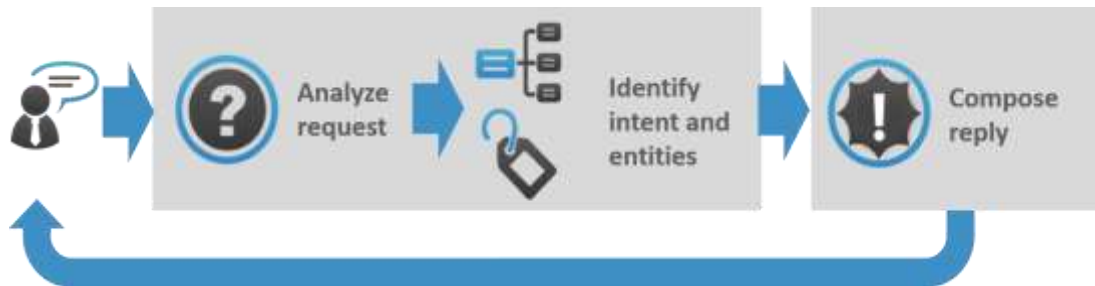 Analyze
request
Identify
intent and
entities
Compose
reply